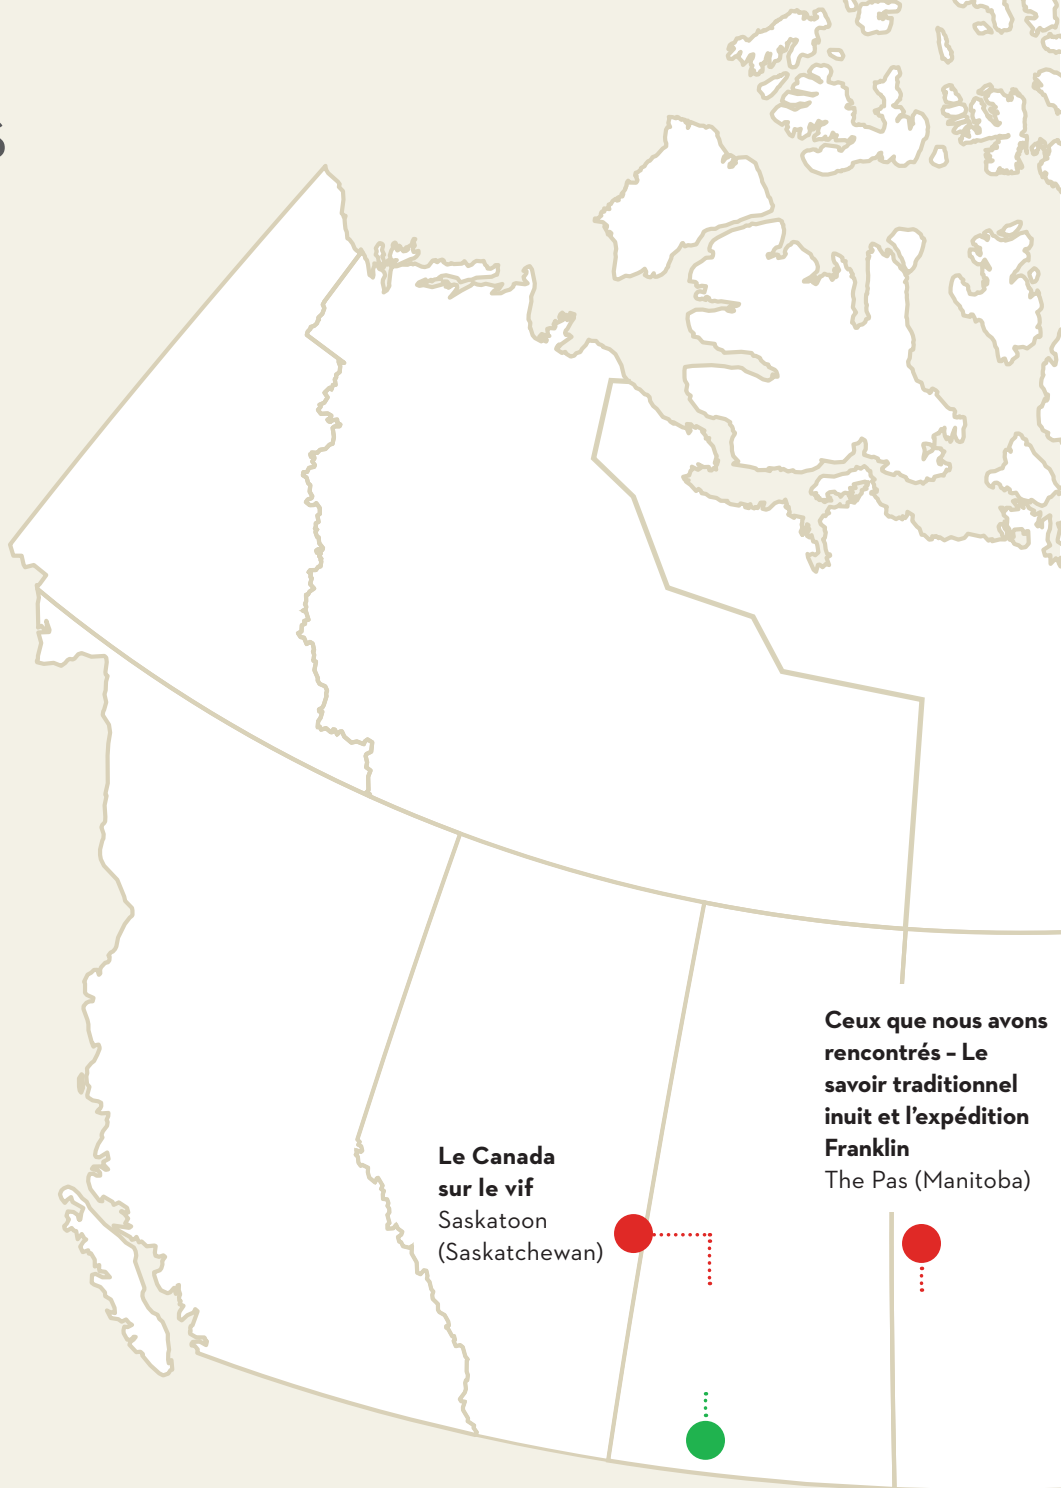 Ceux que nous avons
rencontrés – Le
savoir traditionnel
inuit et l’expédition
Franklin
The Pas (Manitoba)
Le Canada
sur le vif
Saskatoon
(Saskatchewan)